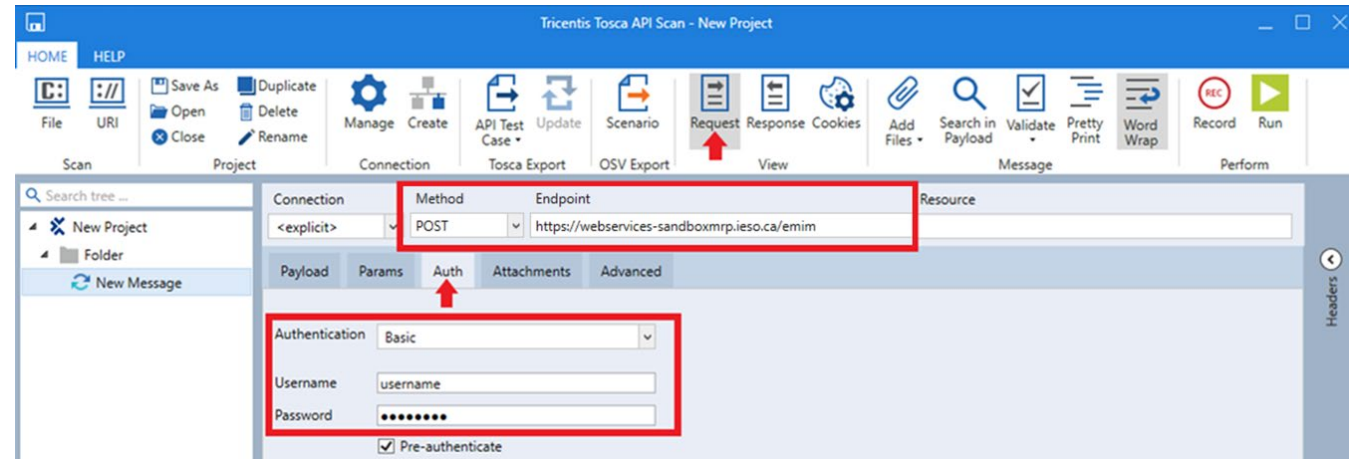 Tricentis Tosca API Scan - New Project
HOME HELP
C: :// Save As Duplicate REC
Open Delete
File URI Manage Create API Test Update Scenario Request Response Cookies Add Search in Validate Pretty Word Record Run
Close Rename Case Files Payload Print Wrap
Scan Project Connection Tosca Export OSV Export View Message Perform
Search tree ... Connection Method Endpoint Resource
New Project <explicit> POST https://webservices-sandboxmrp.ieso.ca/emim
Folder
New Message Payload Params Auth Attachments Advanced
Headers
Authentication Basic
Username username
Password ••••••••
Pre-authenticate